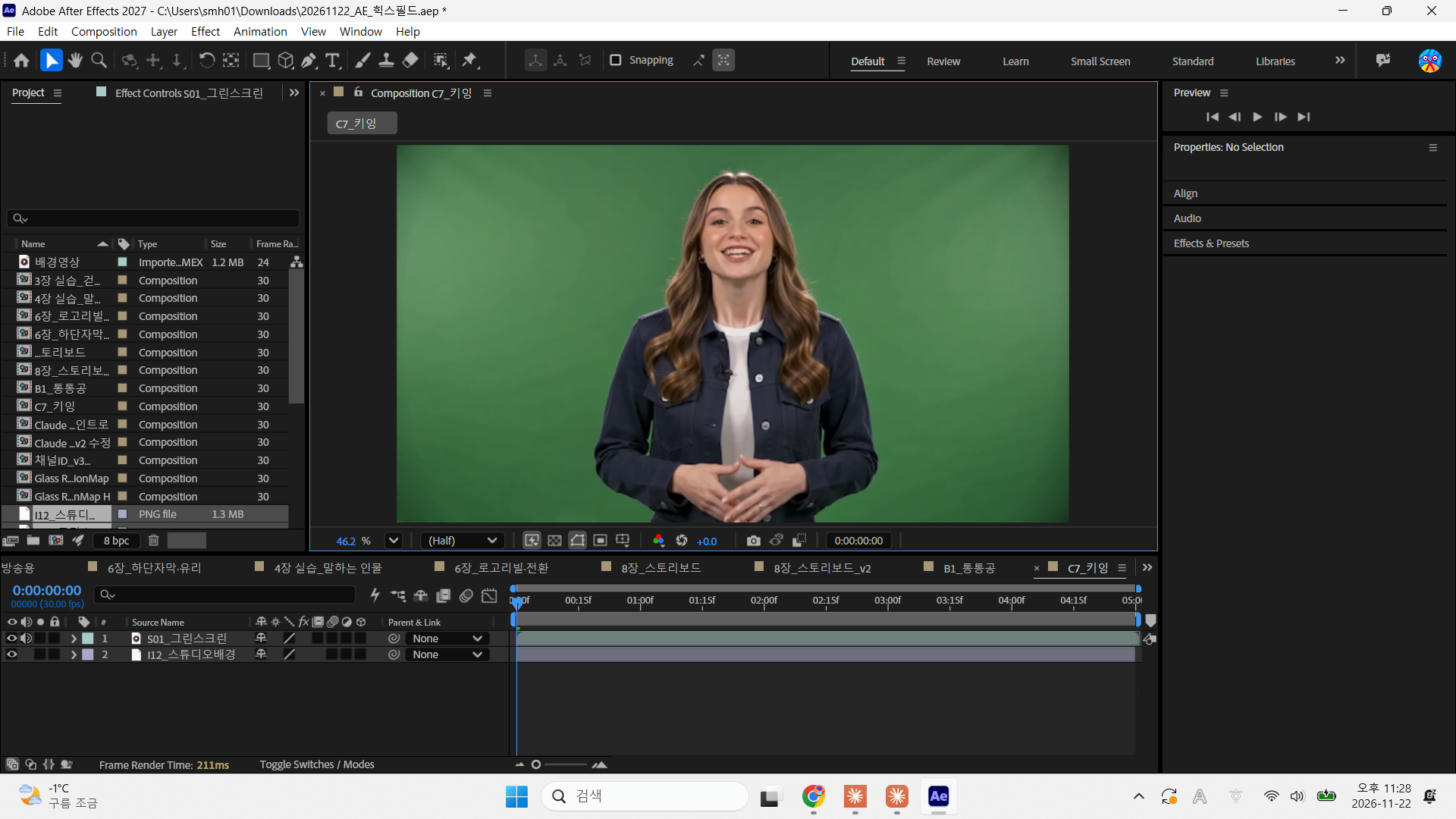 Adobe After Effects 2027 - C:\Users\smh01\Downloads\20261122_AE_힉스필드.aep *
File Edit Composition Layer Effect Animation View Window Help
Snapping
Default Review Learn Small Screen Standard Libraries
Project Effect Controls S01_그린스크린
Composition C7_키잉
C7_키잉
Preview
Properties: No Selection
Align
Audio
Effects & Presets
Name Type Size Frame Ra...
배경영상 Importe...MEX 1.2 MB 24
3장 실습_걷... Composition 30
4장 실습_말... Composition 30
6장_로고리빌... Composition 30
6장_하단자막... Composition 30
_토리보드 Composition 30
8장_스토리보... Composition 30
B1_통통공 Composition 30
C7_키잉 Composition 30
Claude _인트로 Composition 30
Claude _v2 수정 Composition 30
채널ID_v3... Composition 30
Glass R...ionMap Composition 30
Glass R...nMap H Composition 30
I12_스튜디... PNG file 1.3 MB
8 bpc
46.2 % (Half) +0.0 0:00:00:00
방송용 6장_하단자막-유리 4장 실습_말하는 인물 6장_로고리빌.전환 8장_스토리보드 8장_스토리보드_v2 B1_통통공 C7_키잉
0:00:00:00
00000 (30.00 fps)
00:15f 01:00f 01:15f 02:00f 02:15f 03:00f 03:15f 04:00f 04:15f
# Source Name fx Parent & Link
1 S01_그린스크린 None
2 I12_스튜디오배경 None
Frame Render Time: 211ms Toggle Switches / Modes
-1°C
구름 조금
검색
Ae
오후 11:28
2026-11-22